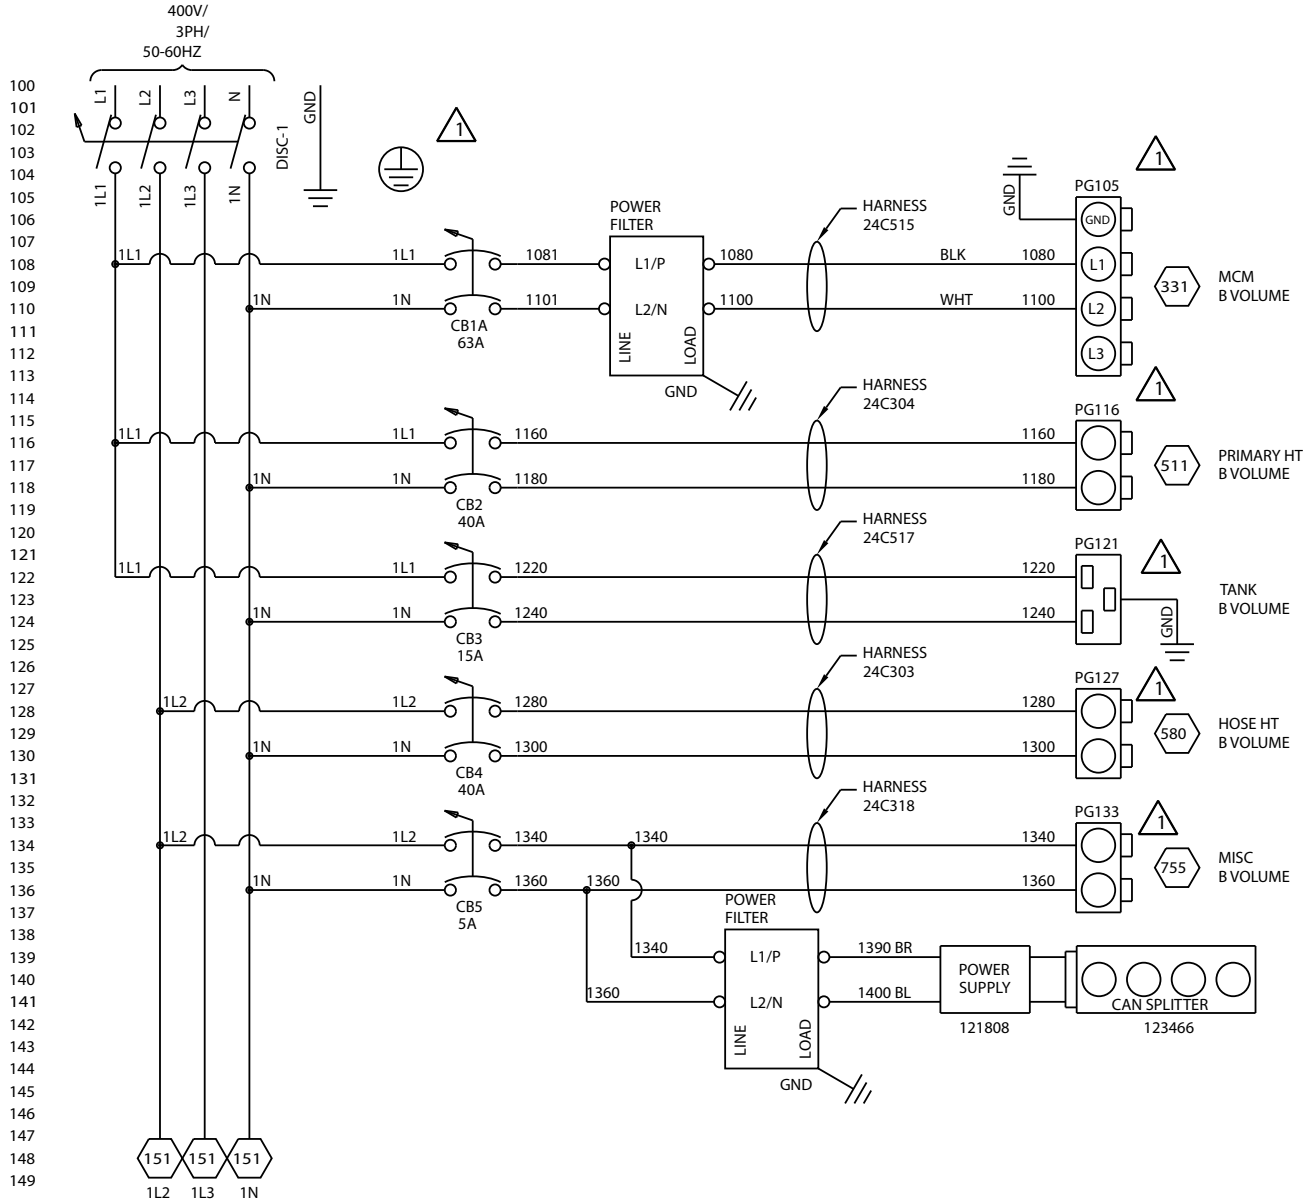 400V/
3PH/
50-60HZ
100
101
102
103
104
105
106
107
108
109
110
111
112
113
114
115
116
117
118
119
120
121
122
123
124
125
126
127
128
129
130
131
132
133
134
135
136
137
138
139
140
141
142
143
144
145
146
147
148
149
L1 L2 L3 N GND
DISC-1
1L1 1L2 1L3 1N
1
1
PG105
GND
GND
POWER
FILTER
HARNESS
24C515
1L1 1L1 1081 L1/P 1080 BLK 1080 L1
1N 1N 1101 L2/N 1100 WHT 1100 L2
CB1A
63A
LINE LOAD
GND
L3
331
MCM
B VOLUME
1
HARNESS
24C304
PG116
1L1 1L1 1160 1160
1N 1N 1180 1180
CB2
40A
511
PRIMARY HT
B VOLUME
HARNESS
24C517
PG121
1
1L1 1L1 1220 1220
1N 1N 1240 1240
CB3
15A
GND
TANK
B VOLUME
HARNESS
24C303
PG127
1
1L2 1L2 1280 1280
1N 1N 1300 1300
CB4
40A
580
HOSE HT
B VOLUME
HARNESS
24C318
PG133
1
1L2 1L2 1340 1340 1340
1N 1N 1360 1360 1360
CB5
5A
755
MISC
B VOLUME
POWER
FILTER
1340 L1/P 1390 BR
1360 L2/N 1400 BL
LINE LOAD
GND
POWER
SUPPLY
121808
CAN SPLITTER
123466
151 151 151
1L2 1L3 1N